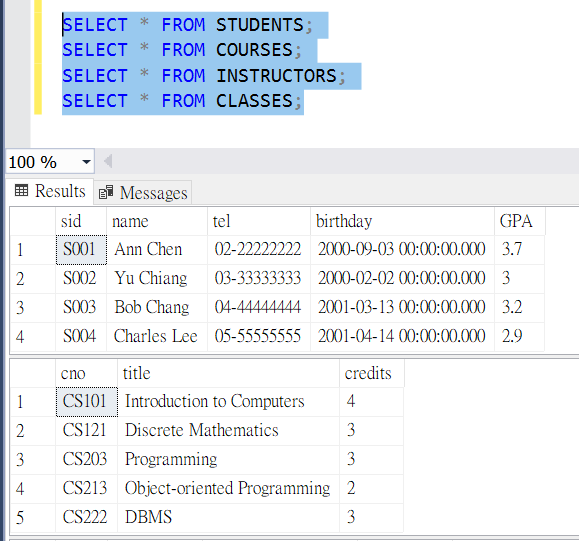 SELECT * FROM STUDENTS;
SELECT * FROM COURSES;
SELECT * FROM INSTRUCTORS;
SELECT * FROM CLASSES;
100 %
Results Messages
sid name tel birthday GPA
1 S001 Ann Chen 02-22222222 2000-09-03 00:00:00.000 3.7
2 S002 Yu Chiang 03-33333333 2000-02-02 00:00:00.000 3
3 S003 Bob Chang 04-44444444 2001-03-13 00:00:00.000 3.2
4 S004 Charles Lee 05-55555555 2001-04-14 00:00:00.000 2.9
cno title credits
1 CS101 Introduction to Computers 4
2 CS121 Discrete Mathematics 3
3 CS203 Programming 3
4 CS213 Object-oriented Programming 2
5 CS222 DBMS 3